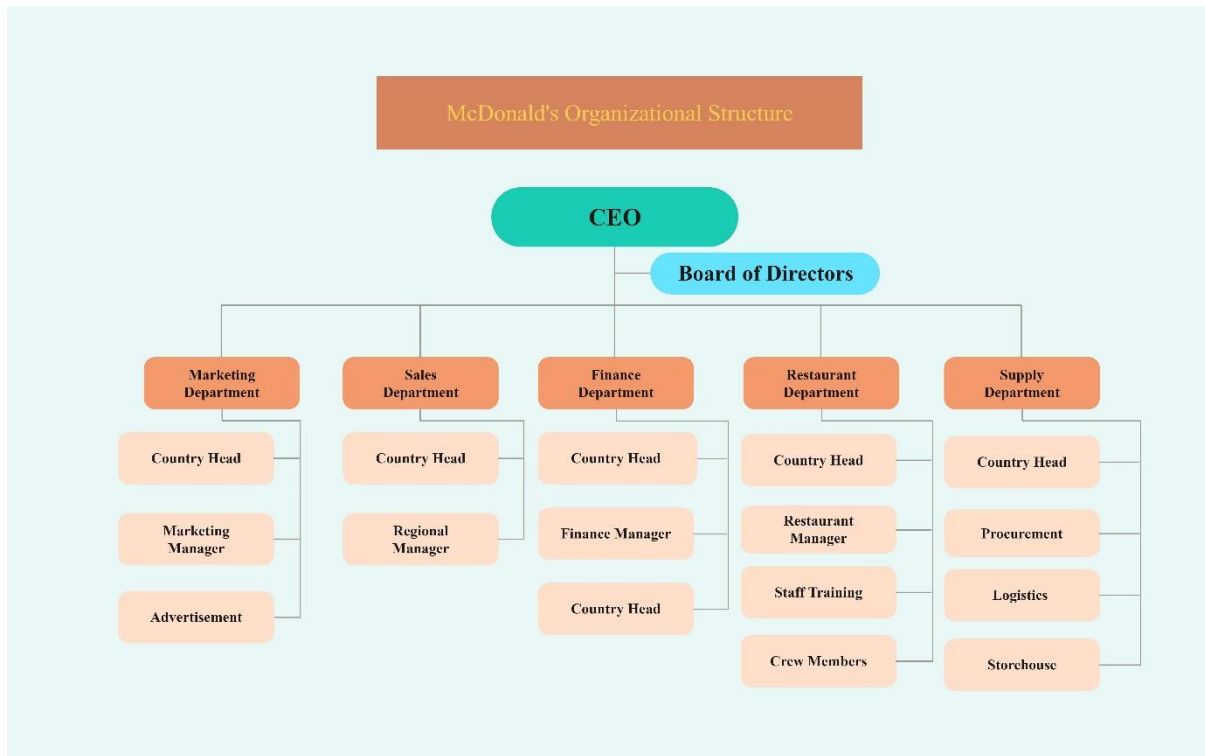 McDonald's Organizational Structure
CEO
Board of Directors
Marketing
Department
Country Head
Marketing
Manager
Advertisement
Sales
Department
Country Head
Regional
Manager
Finance
Department
Country Head
Finance Manager
Country Head
Restaurant
Department
Country Head
Restaurant
Manager
Staff Training
Crew Members
Supply
Department
Country Head
Procurement
Logistics
Storehouse